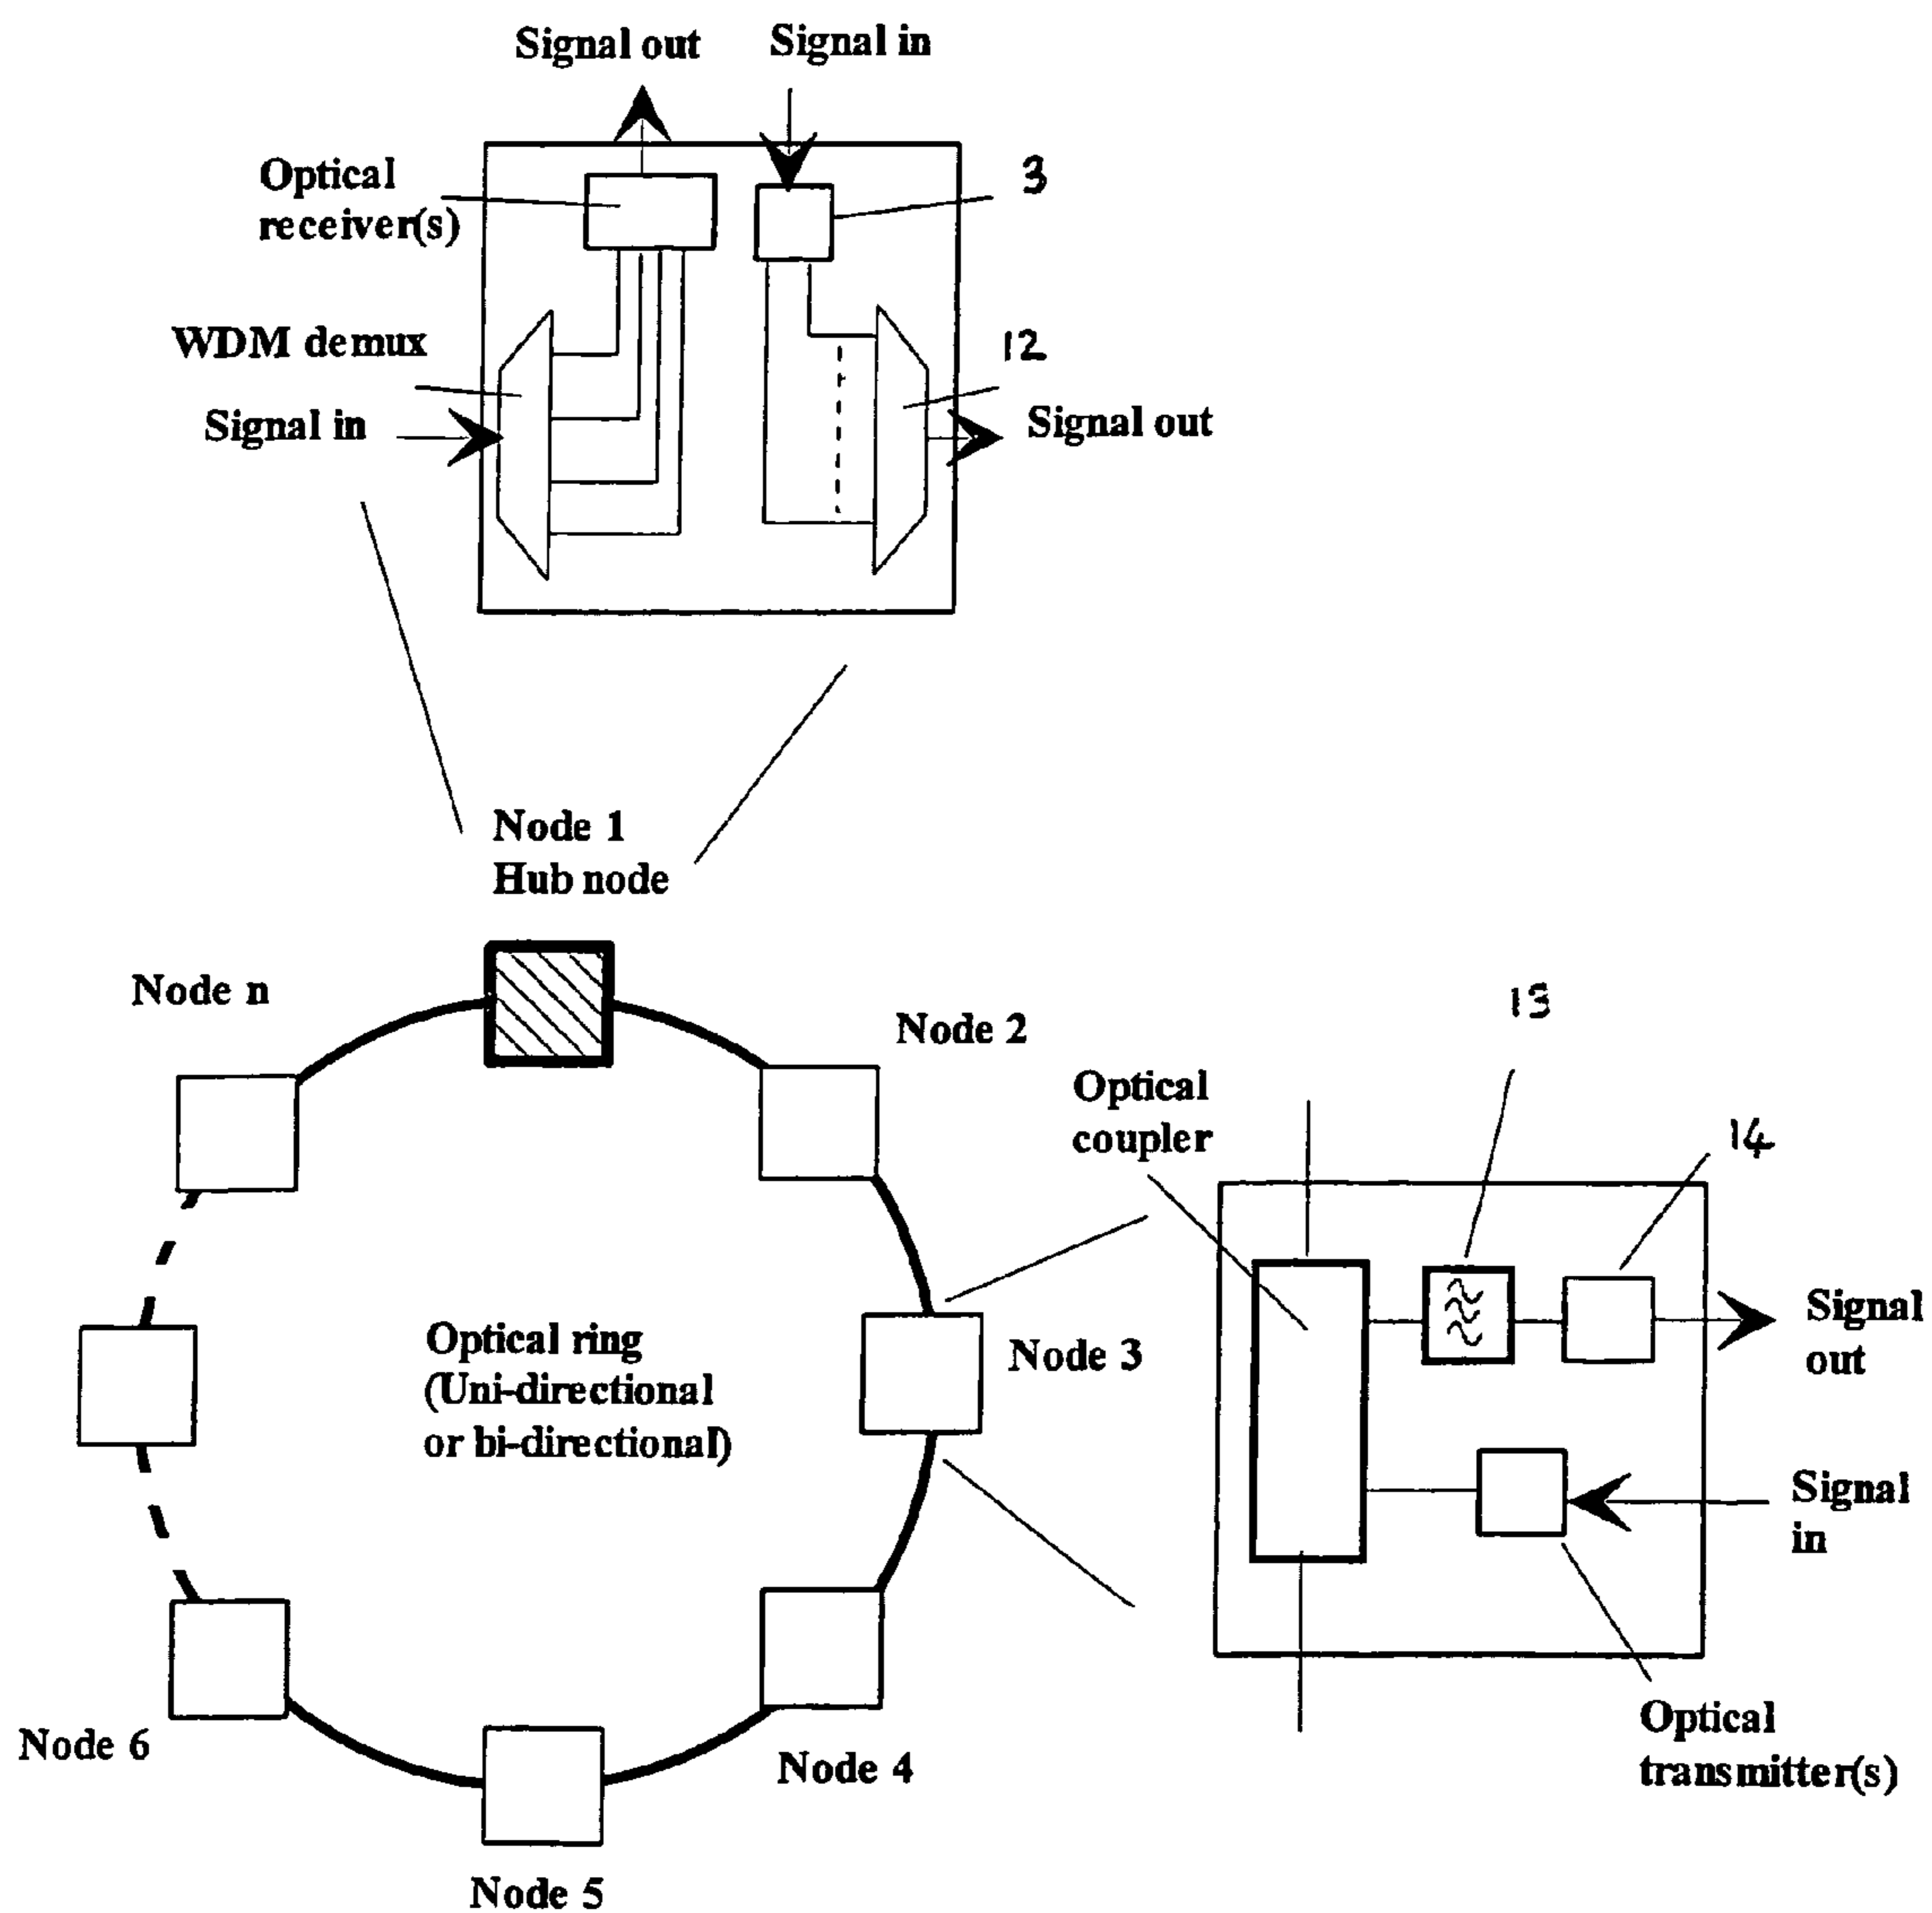 Signal out
Signal in
Optical
receiver(s)
3
WDM demux
12
Signal in
Signal out
Node 1
Hub node
Node n
Node 2
13
Optical
coupler
14
Optical ring
(Uni-directional
or bi-directional)
Node 3
Signal
out
Signal
in
Node 6
Node 4
Optical
transmitter(s)
Node 5